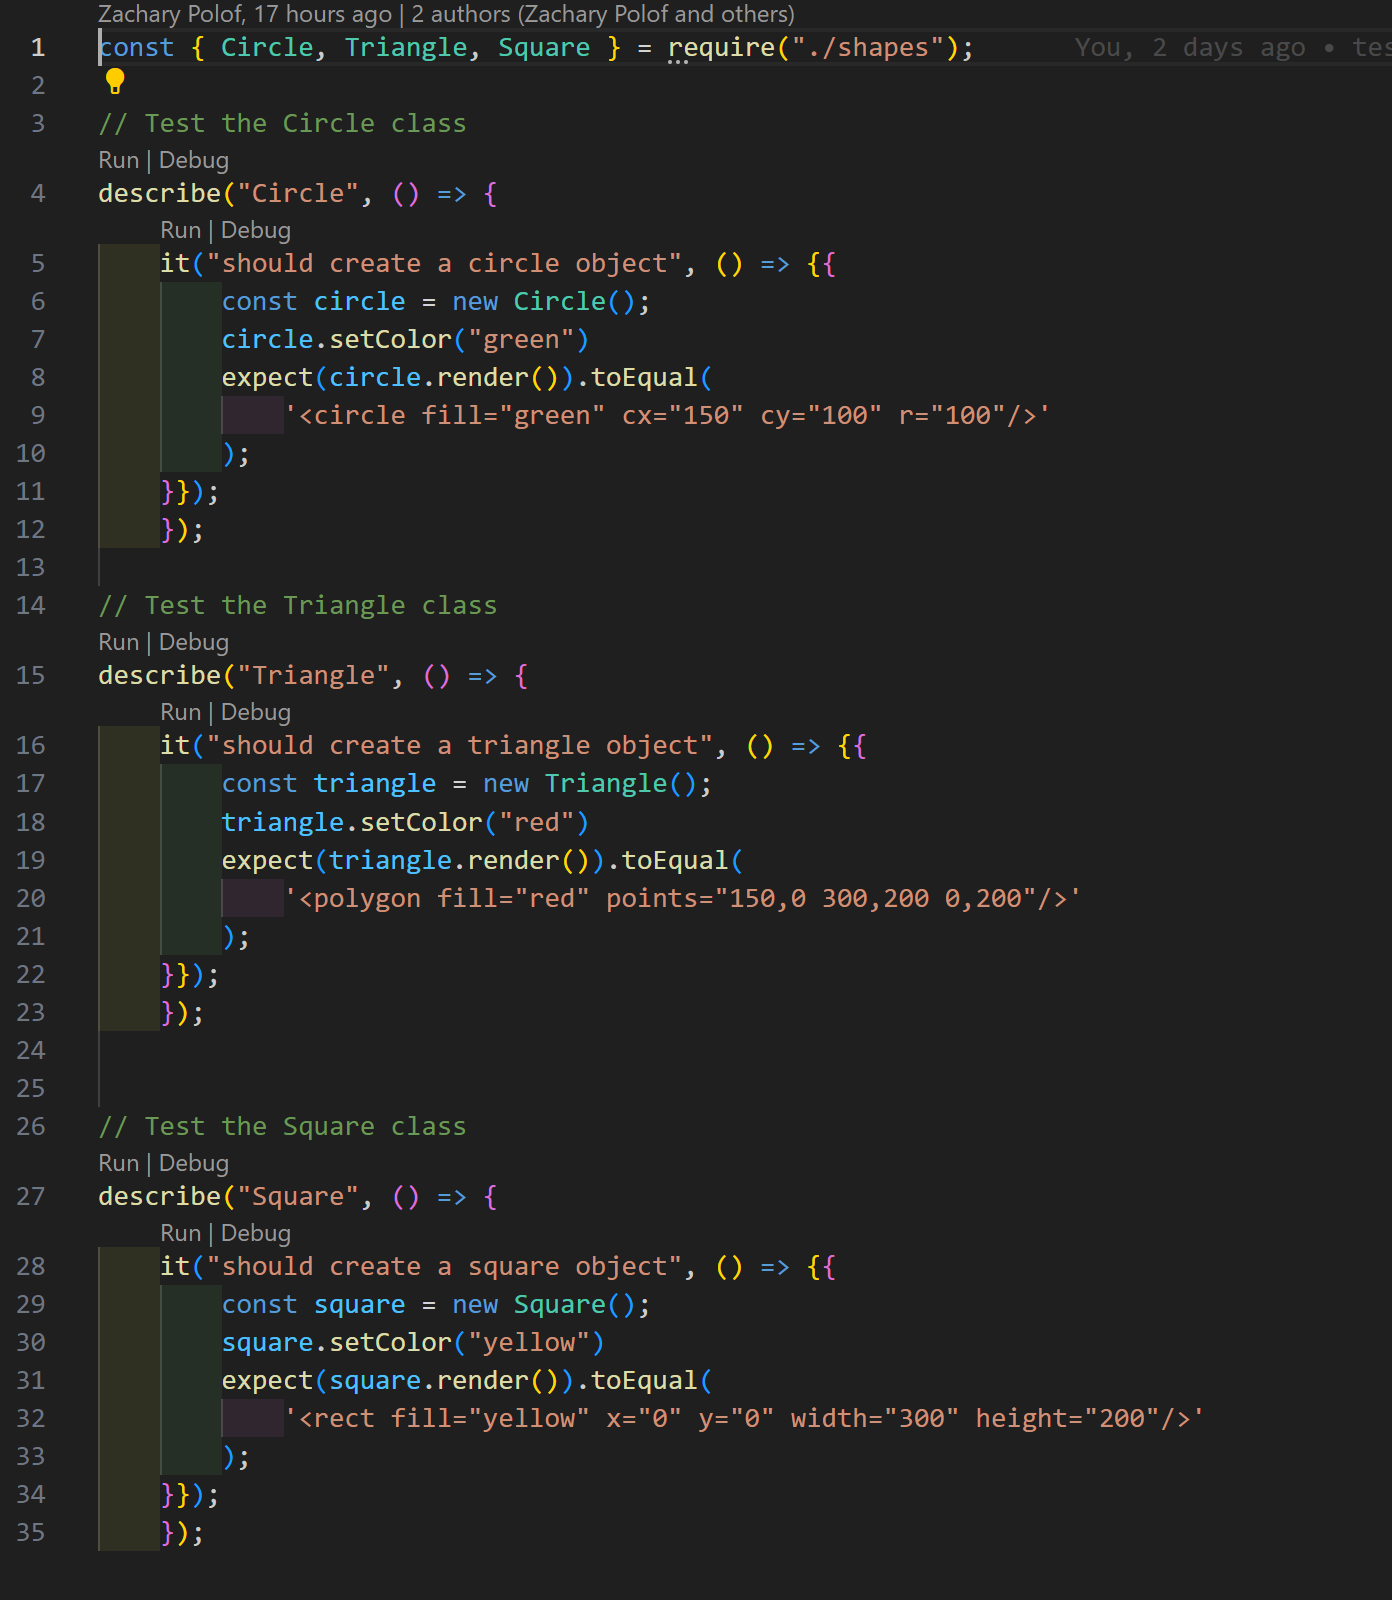 Zachary Polof, 17 hours ago | 2 authors (Zachary Polof and others)
1 const { Circle, Triangle, Square } = require("./shapes"); You, 2 days ago •
2
3 // Test the Circle class
Run | Debug
4 describe("Circle", () => {
Run | Debug
5 it("should create a circle object", () => {{
6 const circle = new Circle();
7 circle.setColor("green")
8 expect(circle.render()).toEqual(
9 '<circle fill="green" cx="150" cy="100" r="100"/>'
10 );
11 }});
12 });
13
14 // Test the Triangle class
Run | Debug
15 describe("Triangle", () => {
Run | Debug
16 it("should create a triangle object", () => {{
17 const triangle = new Triangle();
18 triangle.setColor("red")
19 expect(triangle.render()).toEqual(
20 '<polygon fill="red" points="150,0 300,200 0,200"/>'
21 );
22 }});
23 });
24
25
26 // Test the Square class
Run | Debug
27 describe("Square", () => {
Run | Debug
28 it("should create a square object", () => {{
29 const square = new Square();
30 square.setColor("yellow")
31 expect(square.render()).toEqual(
32 '<rect fill="yellow" x="0" y="0" width="300" height="200"/>'
33 );
34 }});
35 });